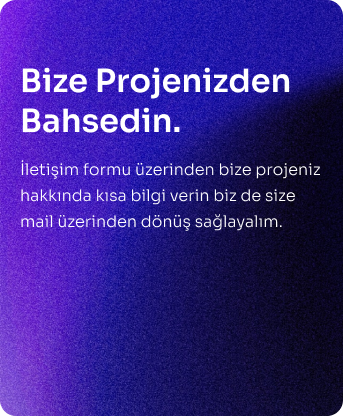 Bize Projenizden
Bahsedin.
İletişim formu üzerinden bize projeniz
hakkında kısa bilgi verin biz de size
mail üzerinden dönüş sağlayalım.